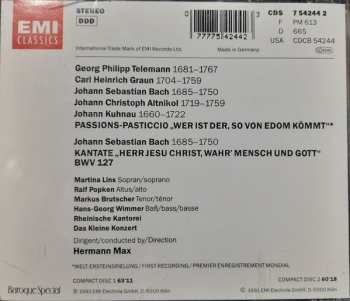 EMI
CLASSICS
STEREO
DDD
0 77775 42442
CDS 7 54244 2
F PM 613
D 665
USA CDCB 54244
International Trade Mark of EMI Records Ltd.
Made in Germany
Georg Philipp Telemann 1681–1767
Carl Heinrich Graun 1704–1759
Johann Sebastian Bach 1685–1750
Johann Christoph Altnikol 1719–1759
Johann Kuhnau 1660–1722
PASSIONS-PASTICCIO „WER IST DER, SO VON EDOM KÖMMT“*
Johann Sebastian Bach 1685–1750
KANTATE „HERR JESU CHRIST, WAHR' MENSCH UND GOTT“
BWV 127
Martina Lins Sopran/soprano
Ralf Popken Altus/alto
Markus Brutscher Tenor/ténor
Hans-Georg Wimmer Baß/bass/basse
Rheinische Kantorei
Das Kleine Konzert
Dirigent/conducted by/Direction
Hermann Max
*WELT-ERSTEINSPIELUNG / FIRST RECORDING / PREMIER ENREGISTREMENT MONDIAL
COMPACT DISC 1
COMPACT DISC 2
Baroque Special